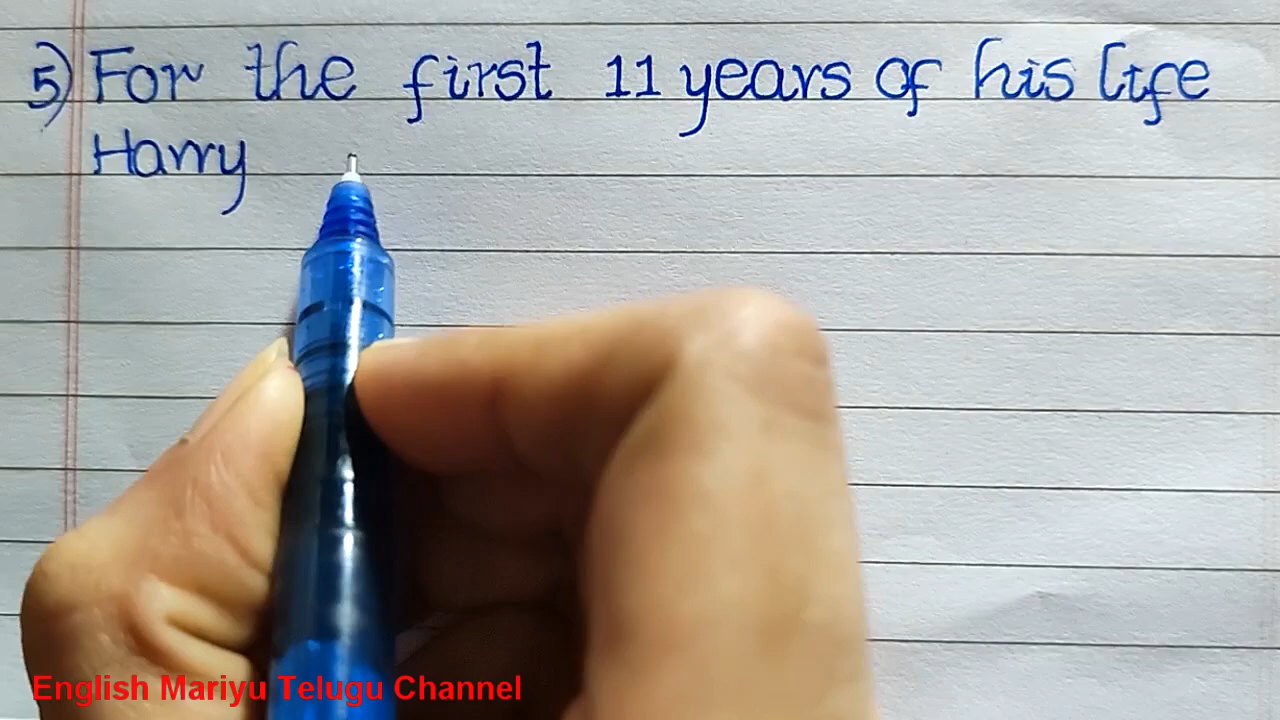 5) For the first 11 years of his life
Harry
English Mariyu Telugu Channel